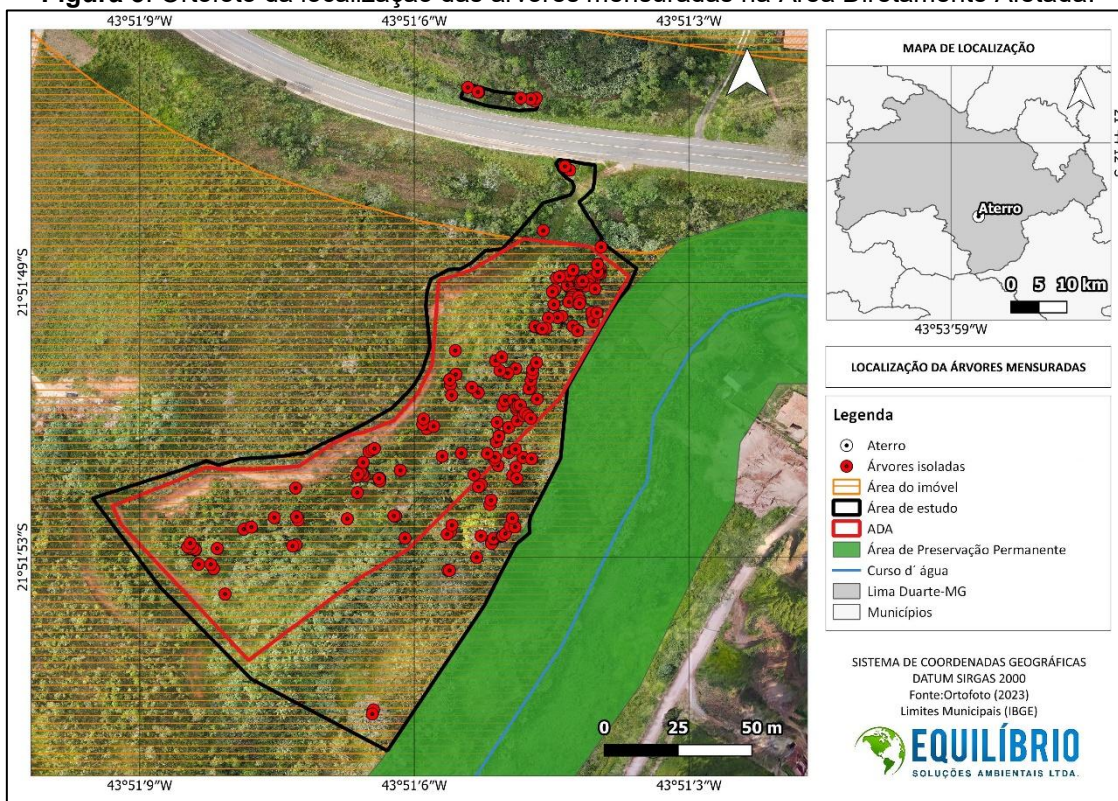 Figura 9. Ortofoto da localização das árvores mensuradas na Área Diretamente Afetada.
43°51'9"W 43°51'6"W 43°51'3"W
21°51'49"S
21°51'53"S
0 25 50 m
43°51'9"W 43°51'6"W 43°51'3"W
MAPA DE LOCALIZAÇÃO
Aterro
0 5 10 km
43°53'59"W
LOCALIZAÇÃO DA ÁRVORES MENSURADAS
Legenda
Aterro
Árvores isoladas
Área do imóvel
Área de estudo
ADA
Área de Preservação Permanente
Curso d´ água
Lima Duarte-MG
Municípios
SISTEMA DE COORDENADAS GEOGRÁFICAS
DATUM SIRGAS 2000
Fonte:Ortofoto (2023)
Limites Municipais (IBGE)
EQUILÍBRIO
SOLUÇÕES AMBIENTAIS LTDA.